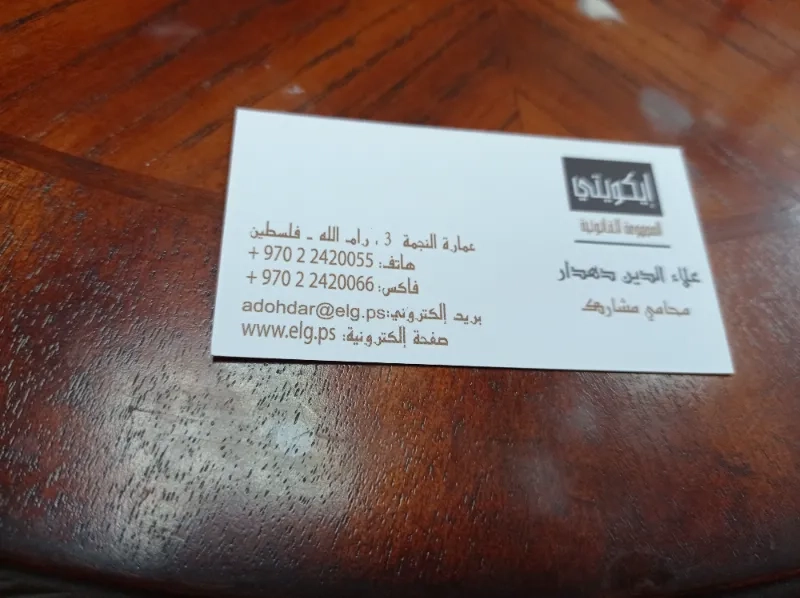 إيكويتي
المجموعة القانونية
علاء الدين دهدار
محامي مشارك
عمارة النجمة 3 ، رام الله - فلسطين
هاتف: 2420055 2 970 +
فاكس: 2420066 2 970 +
بريد إلكتروني:adohdar@elg.ps
صفحة إلكترونية: www.elg.ps